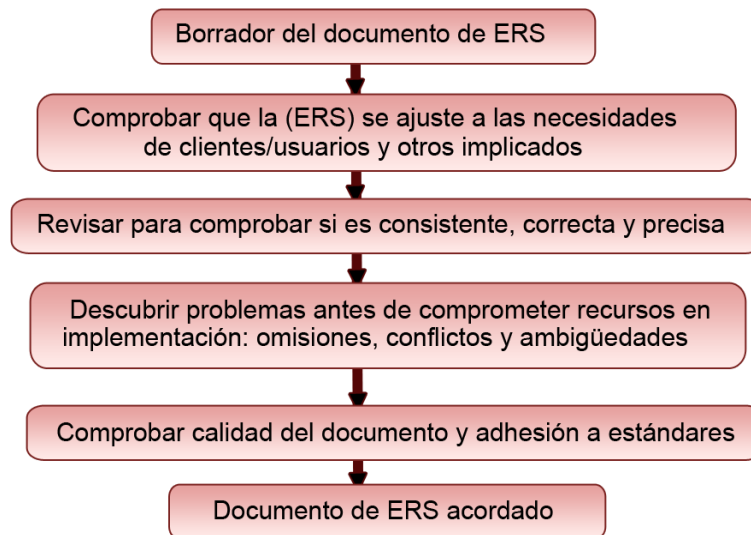 Borrador del documento de ERS
Comprobar que la (ERS) se ajuste a las necesidades
de clientes/usuarios y otros implicados
Revisar para comprobar si es consistente, correcta y precisa
Descubrir problemas antes de comprometer recursos en
implementación: omisiones, conflictos y ambigüedades
Comprobar calidad del documento y adhesión a estándares
Documento de ERS acordado